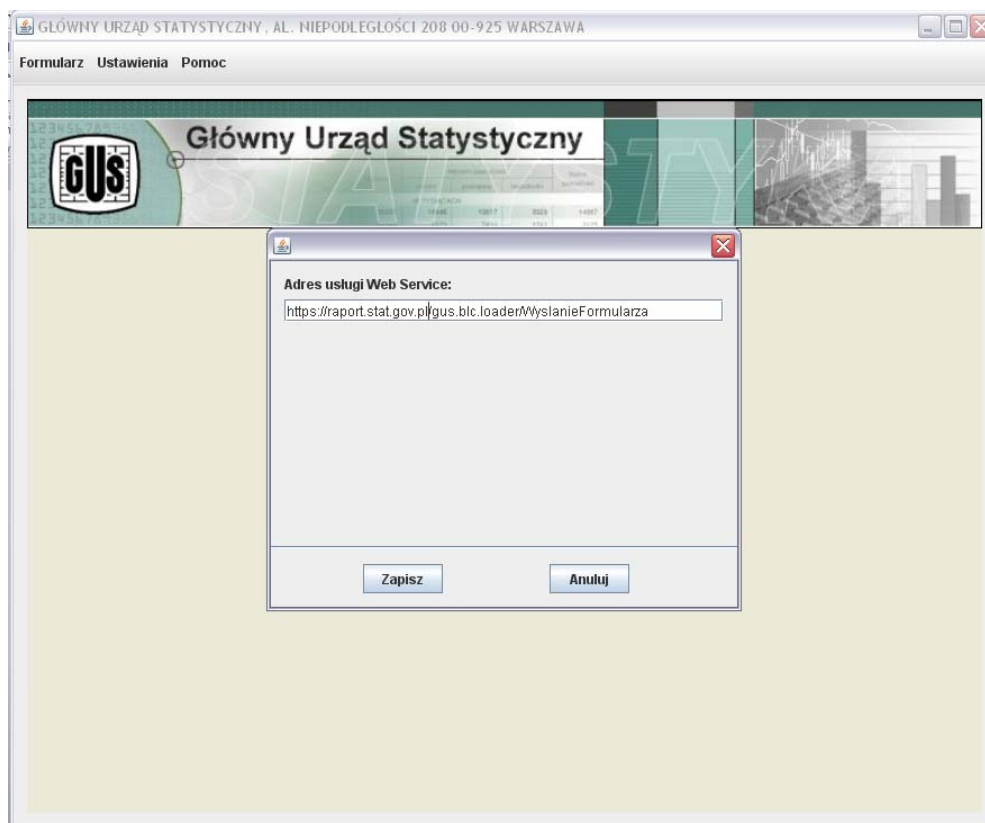 GŁÓWNY URZĄD STATYSTYCZNY , AL. NIEPODLEGŁOŚCI 208 00-925 WARSZAWA
Formularz Ustawienia Pomoc
Główny Urząd Statystyczny
GUS
STATYSTY
Adres usługi Web Service:
https://raport.stat.gov.pl/gus.blc.loader/WyslanieFormularza
Zapisz Anuluj